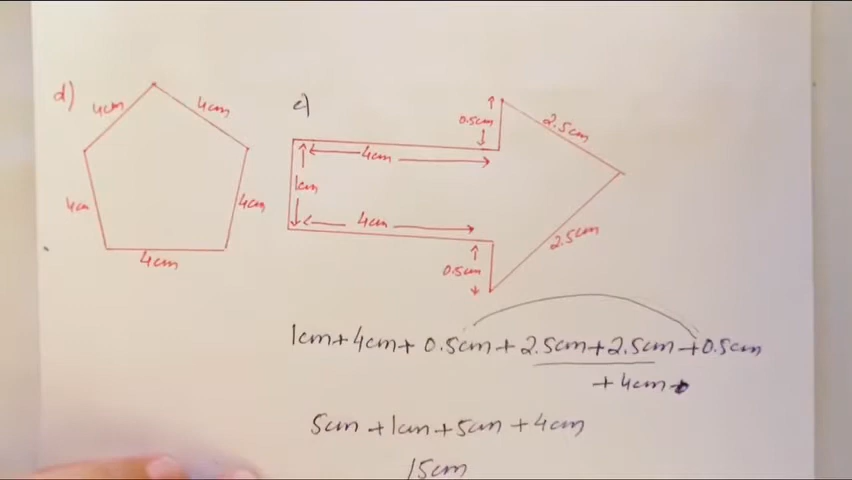 d)
4cm 4cm
4cm 4cm
4cm
e)
0.5cm
2.5cm
4cm
1cm
4cm
2.5cm
0.5cm
1cm+4cm+ 0.5cm+2.5cm+2.5cm+0.5cm
+4cm+
5cm +1cm+5cm +4cm
15cm